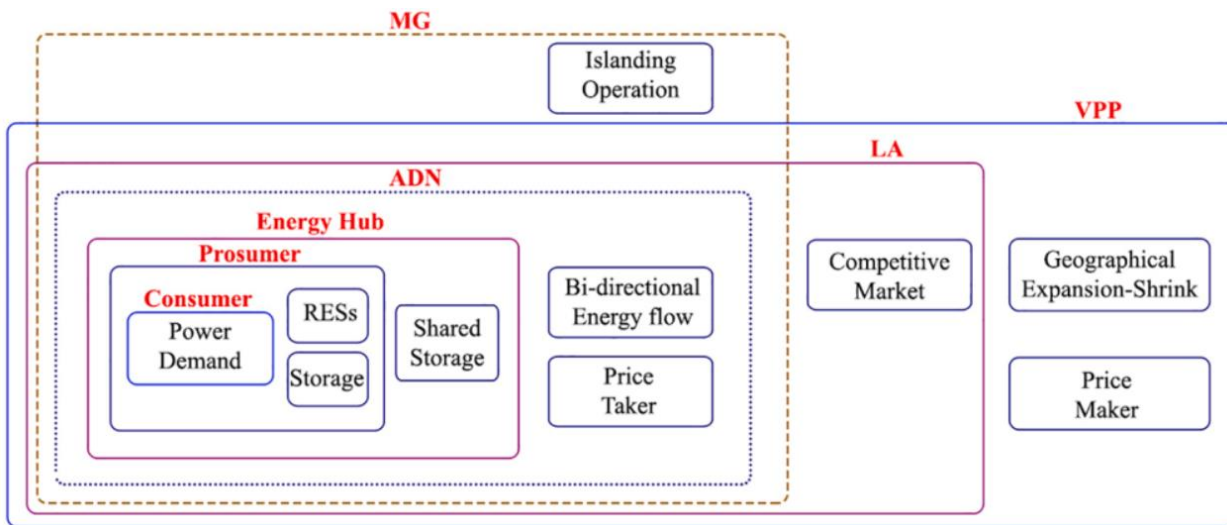 MG
Islanding
Operation
VPP
LA
ADN
Energy Hub
Prosumer
Consumer
Power
Demand
RESs
Storage
Shared
Storage
Bi-directional
Energy flow
Price
Taker
Competitive
Market
Geographical
Expansion-Shrink
Price
Maker